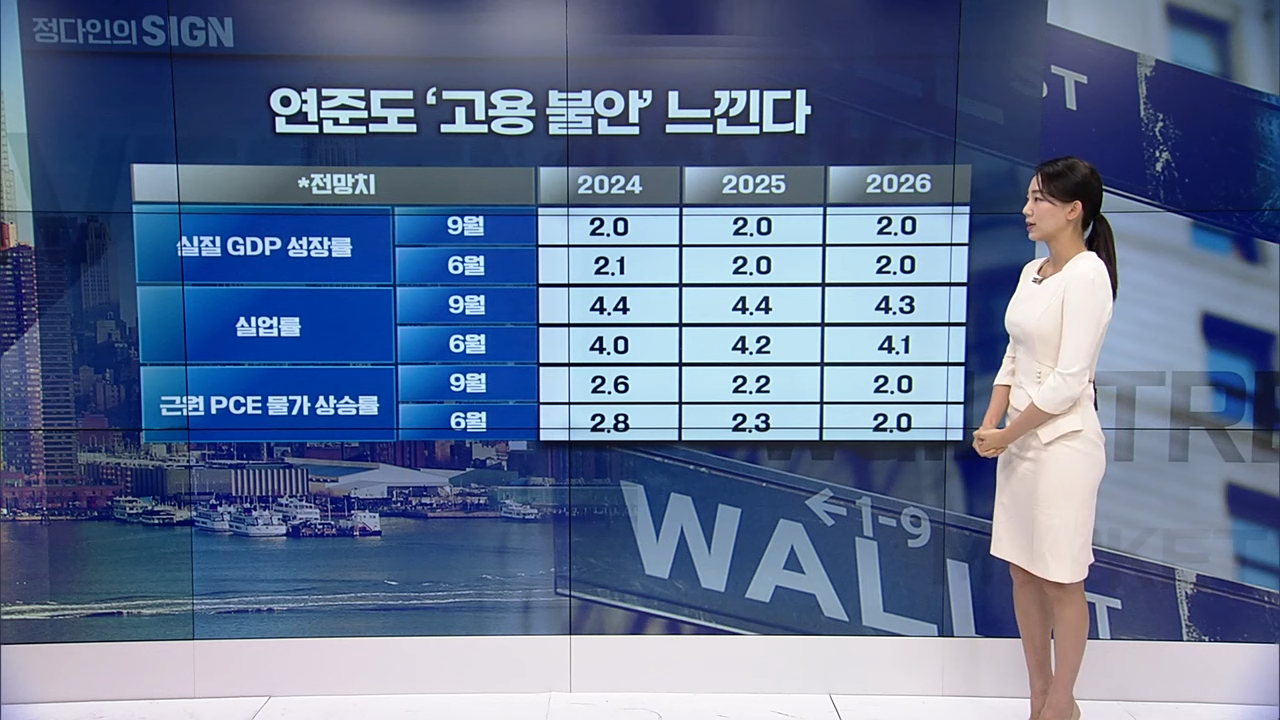 정다인의 SIGN
연준도 ‘고용 불안’ 느낀다
*전망치 2024 2025 2026
실질 GDP 성장률 9월 2.0 2.0 2.0
6월 2.1 2.0 2.0
실업률 9월 4.4 4.4 4.3
6월 4.0 4.2 4.1
근원 PCE 물가 상승률 9월 2.6 2.2 2.0
6월 2.8 2.3 2.0
ST
←1-9
WALL ST